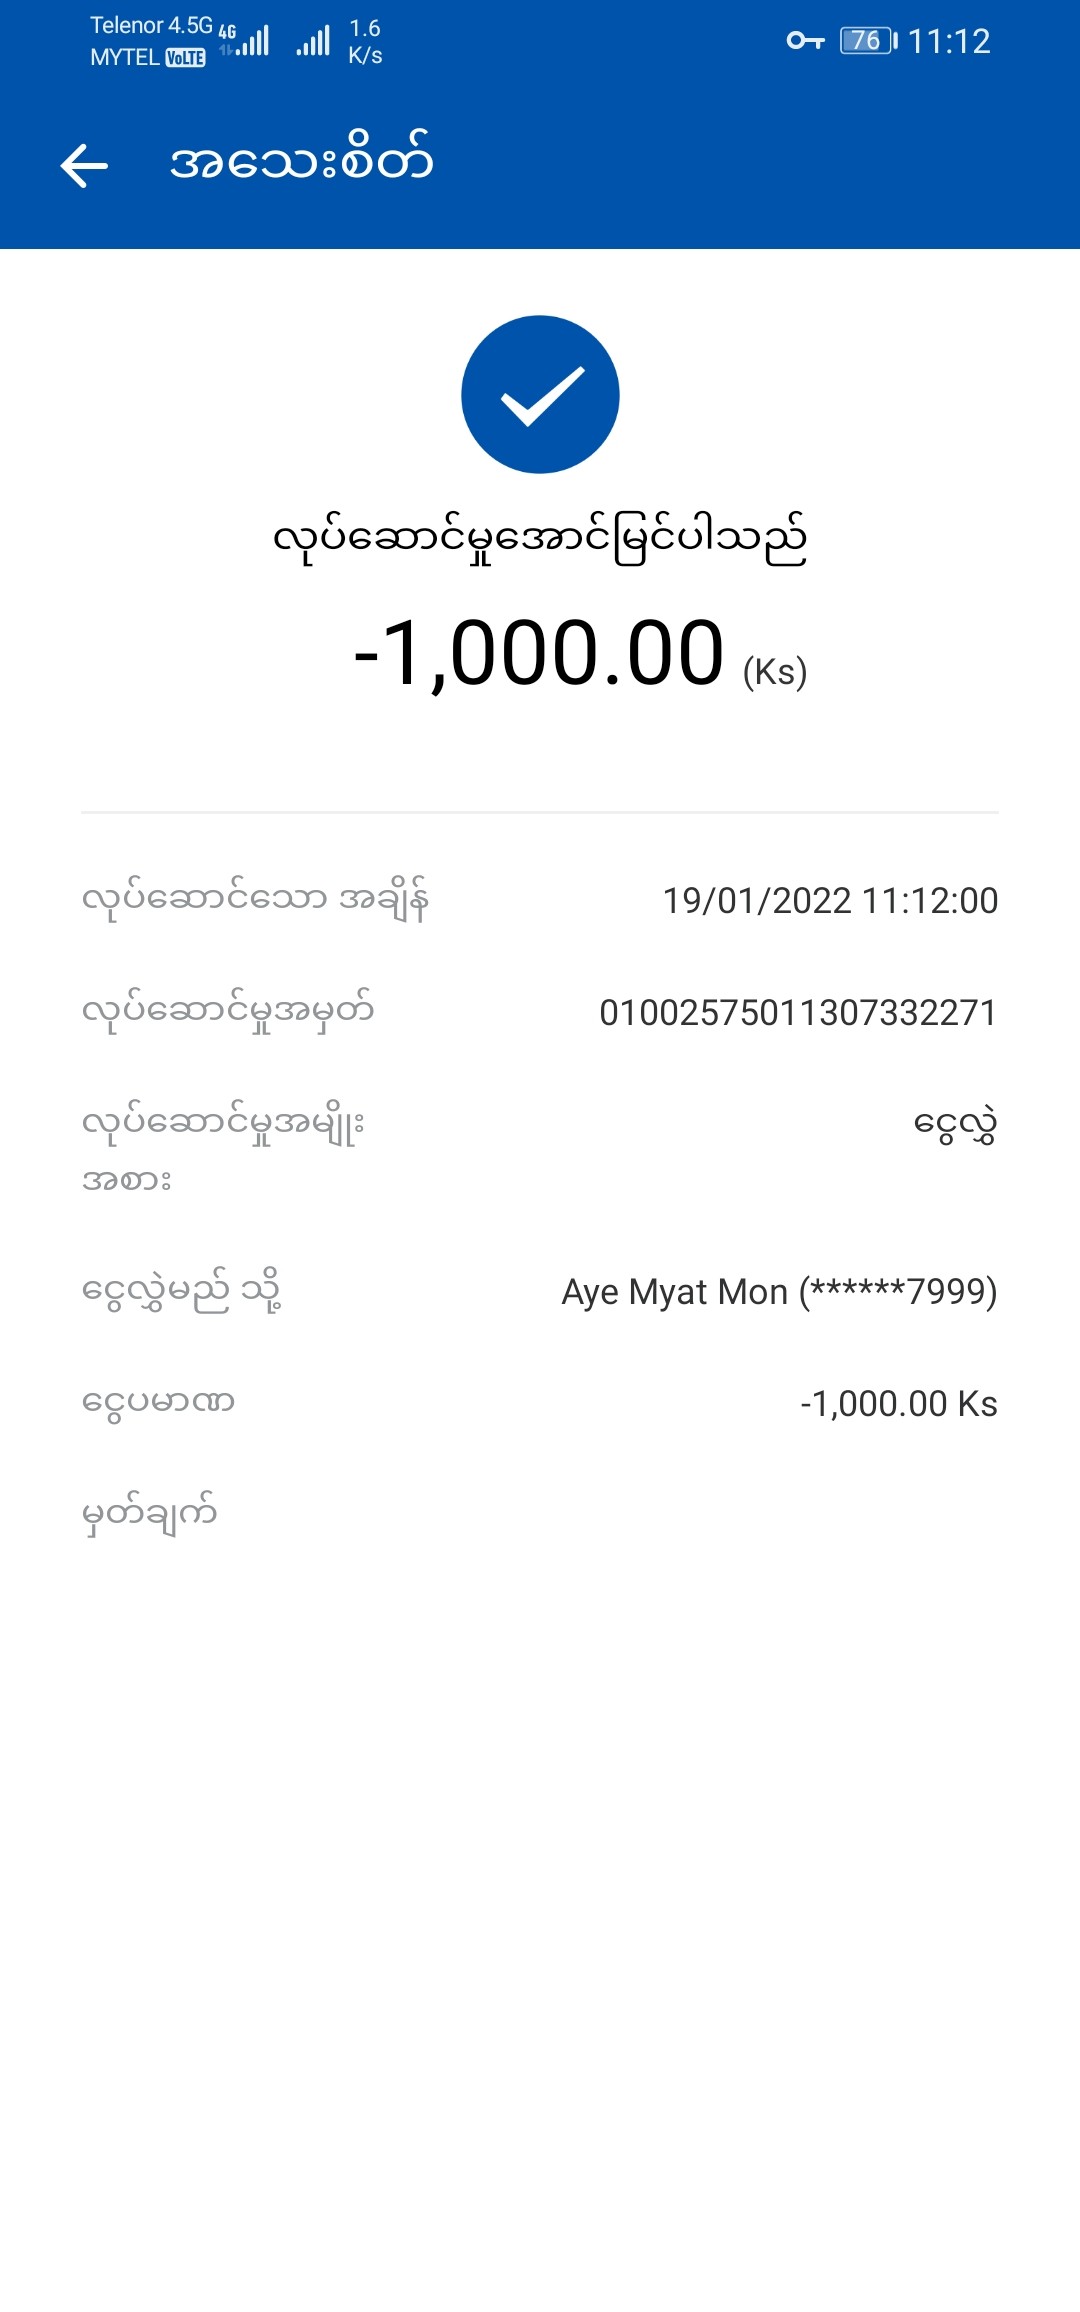 Telenor 4.5G 4G 1.6
MYTEL VoLTE K/s 76 11:12
အသေးစိတ်
လုပ်ဆောင်မှုအောင်မြင်ပါသည်
-1,000.00 (Ks)
လုပ်ဆောင်သော အချိန် 19/01/2022 11:12:00
လုပ်ဆောင်မှုအမှတ် 01002575011307332271
လုပ်ဆောင်မှုအမျိုး ငွေလွှဲ
အစား
ငွေလွှဲမည် သို့ Aye Myat Mon (******7999)
ငွေပမာဏ -1,000.00 Ks
မှတ်ချက်